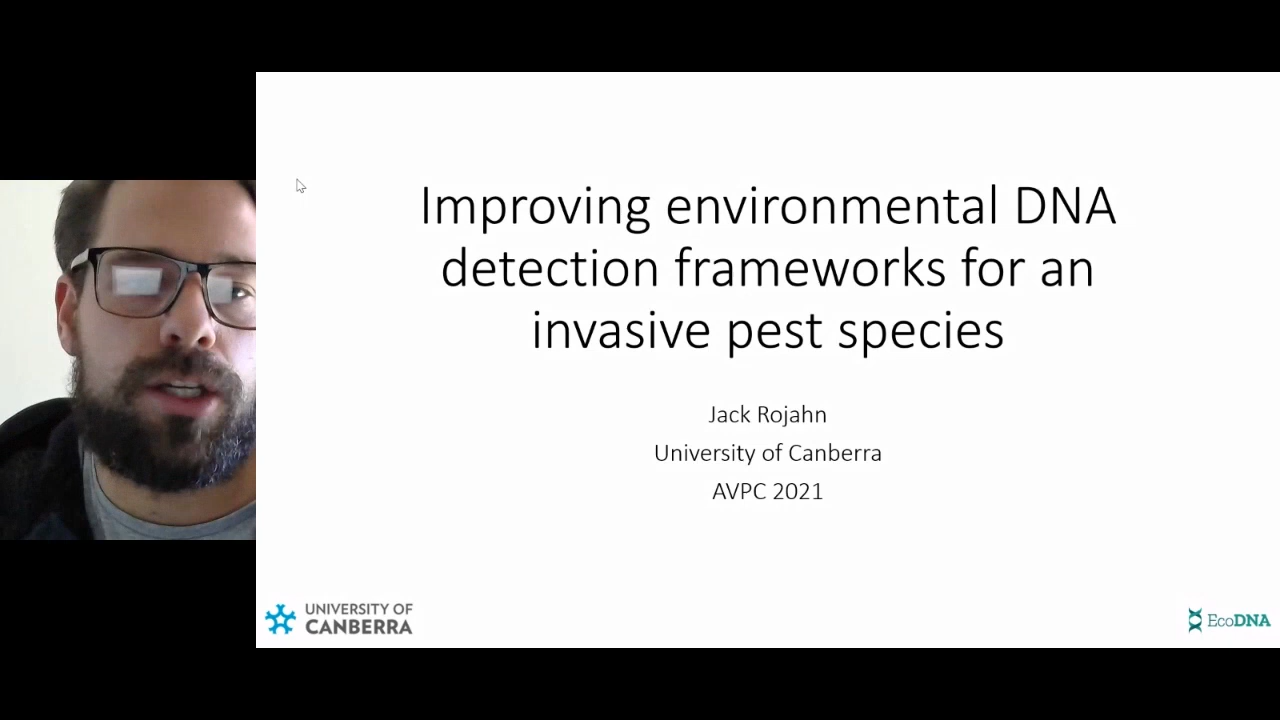 Improving environmental DNA
detection frameworks for an
invasive pest species
Jack Rojahn
University of Canberra
AVPC 2021
UNIVERSITY OF
CANBERRA
EcoDNA